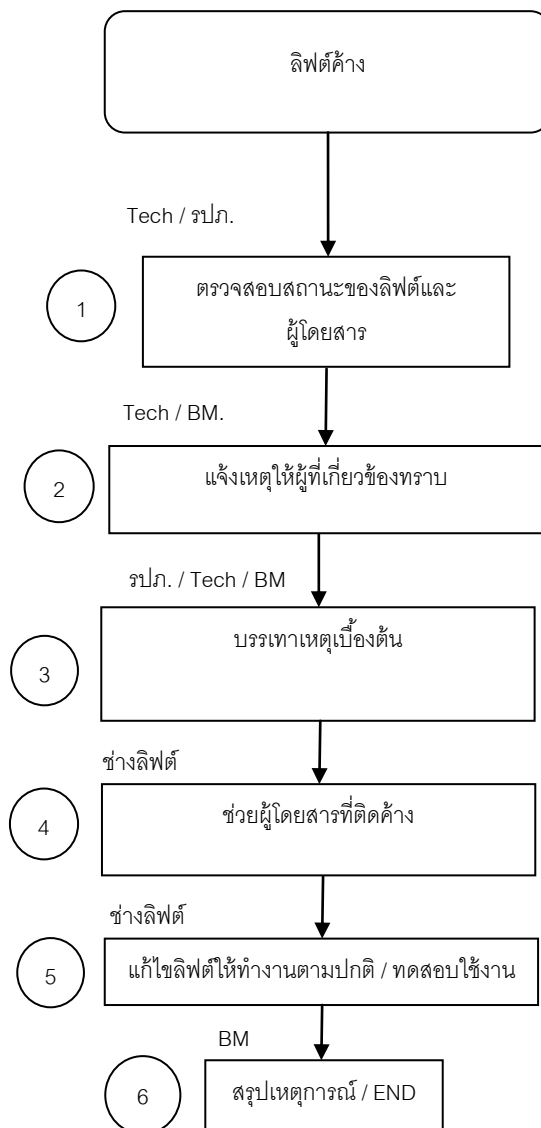 ลิฟต์ค้าง
Tech / รปภ.
1
ตรวจสอบสถานะของลิฟต์และ
ผู้โดยสาร
Tech / BM.
2
แจ้งเหตุให้ผู้ที่เกี่ยวข้องทราบ
รปภ. / Tech / BM
3
บรรเทาเหตุเบื้องต้น
ช่างลิฟต์
4
ช่วยผู้โดยสารที่ติดค้าง
ช่างลิฟต์
5
แก้ไขลิฟต์ให้ทำงานตามปกติ / ทดสอบใช้งาน
BM
6
สรุปเหตุการณ์ / END